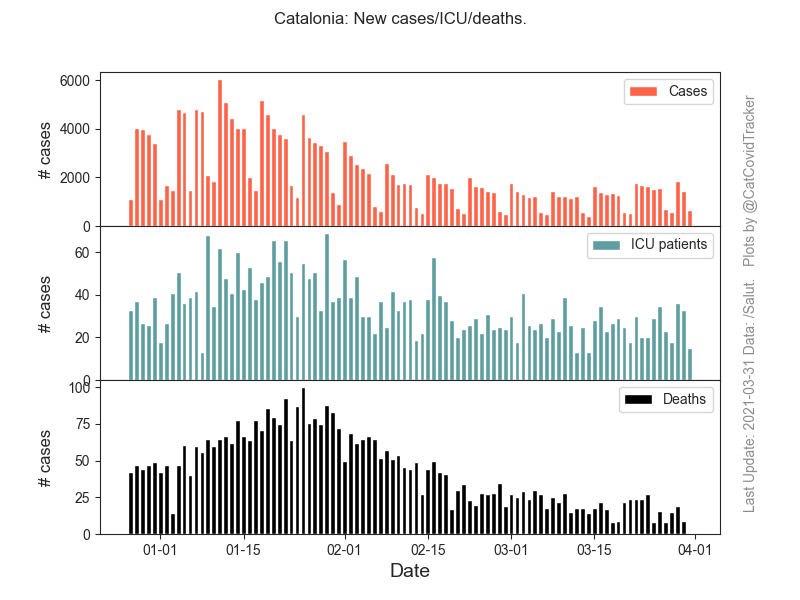 Catalonia: New cases/ICU/deaths.
6000
4000
2000
0
# cases
Cases
60
40
20
0
# cases
ICU patients
100
75
50
25
0
# cases
Deaths
01-01
01-15
02-01
02-15
03-01
03-15
04-01
Date
Last Update: 2021-03-31 Data: /Salut. Plots by @CatCovidTracker